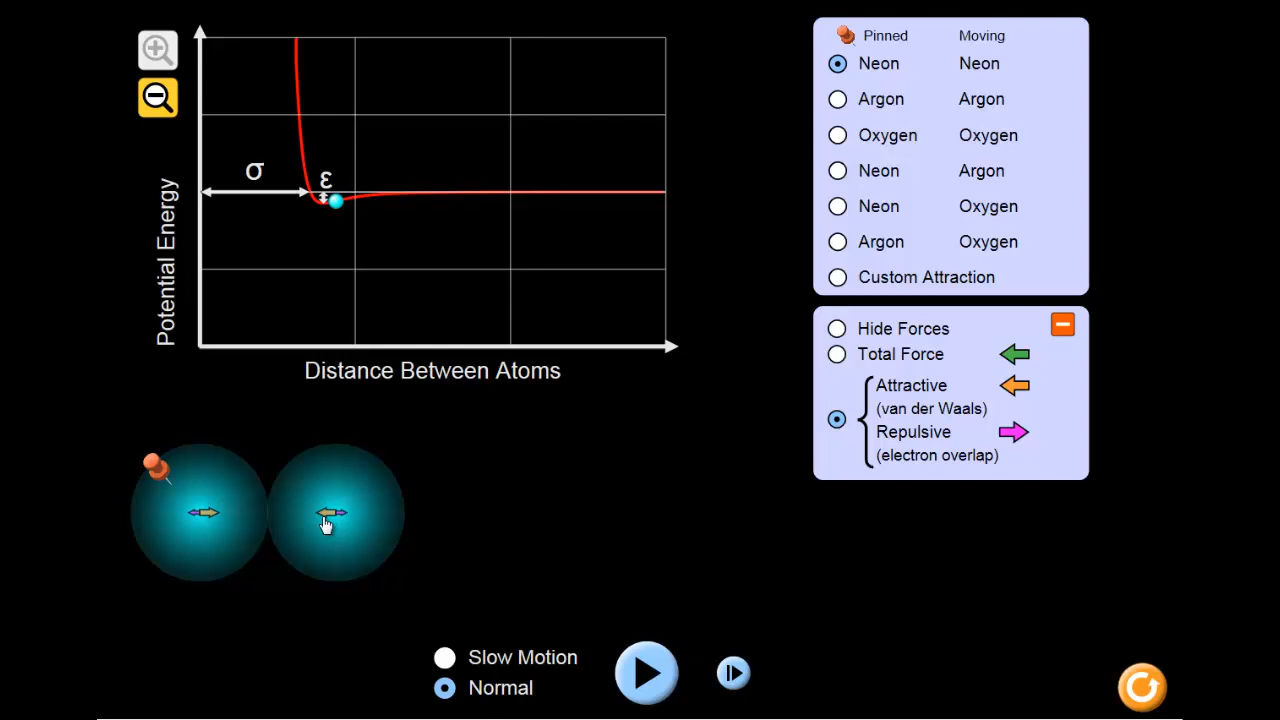 σ
ε
Potential Energy
Distance Between Atoms
Pinned Moving
Neon Neon
Argon Argon
Oxygen Oxygen
Neon Argon
Neon Oxygen
Argon Oxygen
Custom Attraction
Hide Forces
Total Force
Attractive
(van der Waals)
Repulsive
(electron overlap)
Slow Motion
Normal